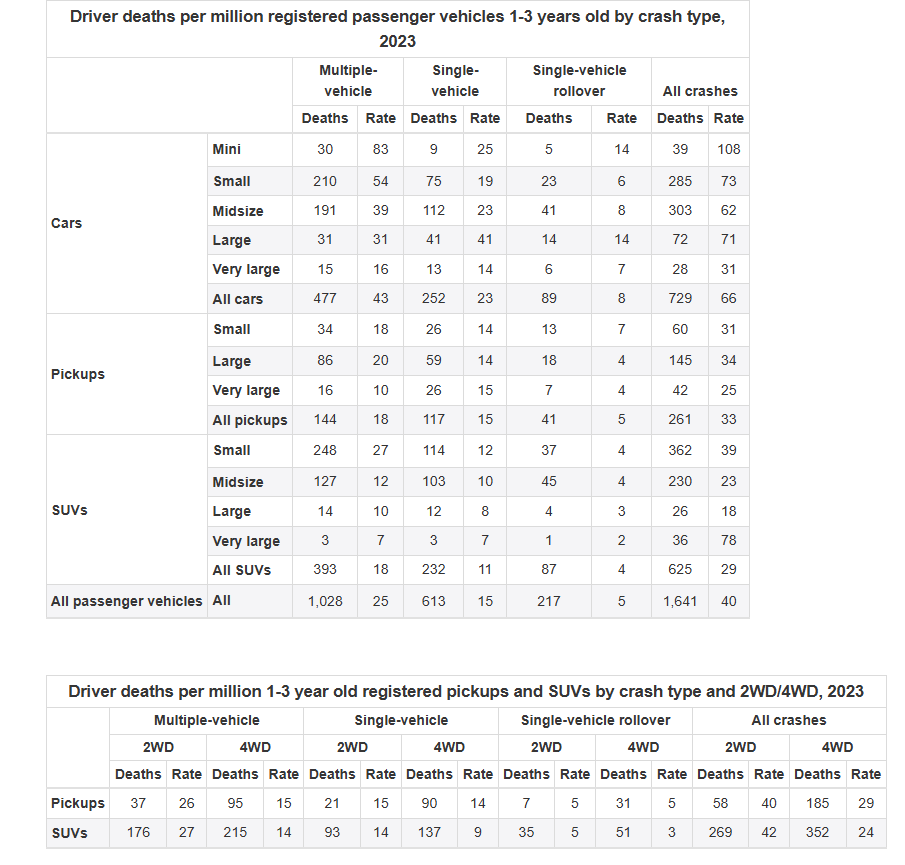 Driver deaths per million registered passenger vehicles 1-3 years old by crash type,
2023
Multiple-vehicle Single-vehicle Single-vehicle rollover All crashes
Deaths Rate Deaths Rate Deaths Rate Deaths Rate
Cars
Mini 30 83 9 25 5 14 39 108
Small 210 54 75 19 23 6 285 73
Midsize 191 39 112 23 41 8 303 62
Large 31 31 41 41 14 14 72 71
Very large 15 16 13 14 6 7 28 31
All cars 477 43 252 23 89 8 729 66
Pickups
Small 34 18 26 14 13 7 60 31
Large 86 20 59 14 18 4 145 34
Very large 16 10 26 15 7 4 42 25
All pickups 144 18 117 15 41 5 261 33
SUVs
Small 248 27 114 12 37 4 362 39
Midsize 127 12 103 10 45 4 230 23
Large 14 10 12 8 4 3 26 18
Very large 3 7 3 7 1 2 36 78
All SUVs 393 18 232 11 87 4 625 29
All passenger vehicles All 1,028 25 613 15 217 5 1,641 40
Driver deaths per million 1-3 year old registered pickups and SUVs by crash type and 2WD/4WD, 2023
Multiple-vehicle Single-vehicle Single-vehicle rollover All crashes
2WD 4WD 2WD 4WD 2WD 4WD 2WD 4WD
Deaths Rate Deaths Rate Deaths Rate Deaths Rate Deaths Rate Deaths Rate Deaths Rate Deaths Rate
Pickups 37 26 95 15 21 15 90 14 7 5 31 5 58 40 185 29
SUVs 176 27 215 14 93 14 137 9 35 5 51 3 269 42 352 24